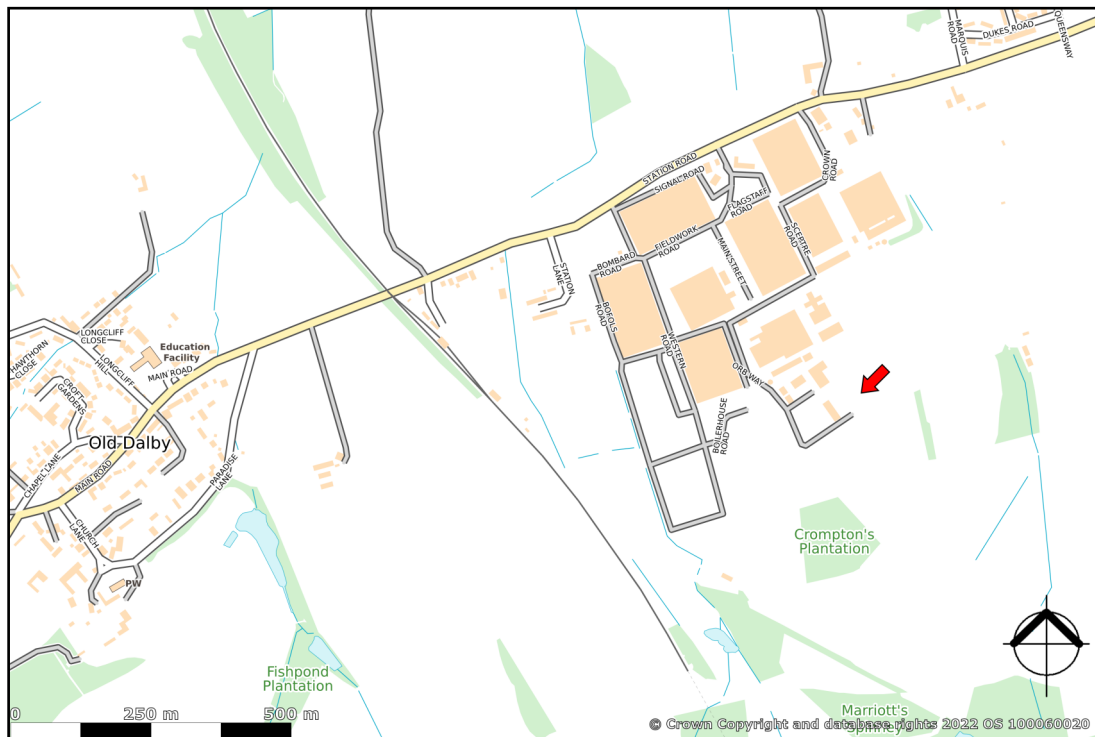 DUKES ROAD
MARQUIS
ROAD
QUEENSWAY
STATION ROAD
SIGNAL ROAD
CROWN
ROAD
FLAGSTAFF
ROAD
SCEPTRE
ROAD
FIELDWORK
ROAD
MAIN STREET
BOMBARD
ROAD
STATION
LANE
BOFOLS
ROAD
WESTERN
ROAD
ORB WAY
BOILERHOUSE
ROAD
LONGCLIFF
CLOSE
HAWTHORN
CLOSE
LONGCLIFF
HILL
Education
Facility
MAIN ROAD
CROFT
GARDENS
Old Dalby
CHAPEL LANE
MAIN ROAD
PARADISE
LANE
CHURCH
LANE
PW
Crompton's
Plantation
Fishpond
Plantation
Marriott's
Spinney
0
250 m
500 m
© Crown Copyright and database rights 2022 OS 100060020